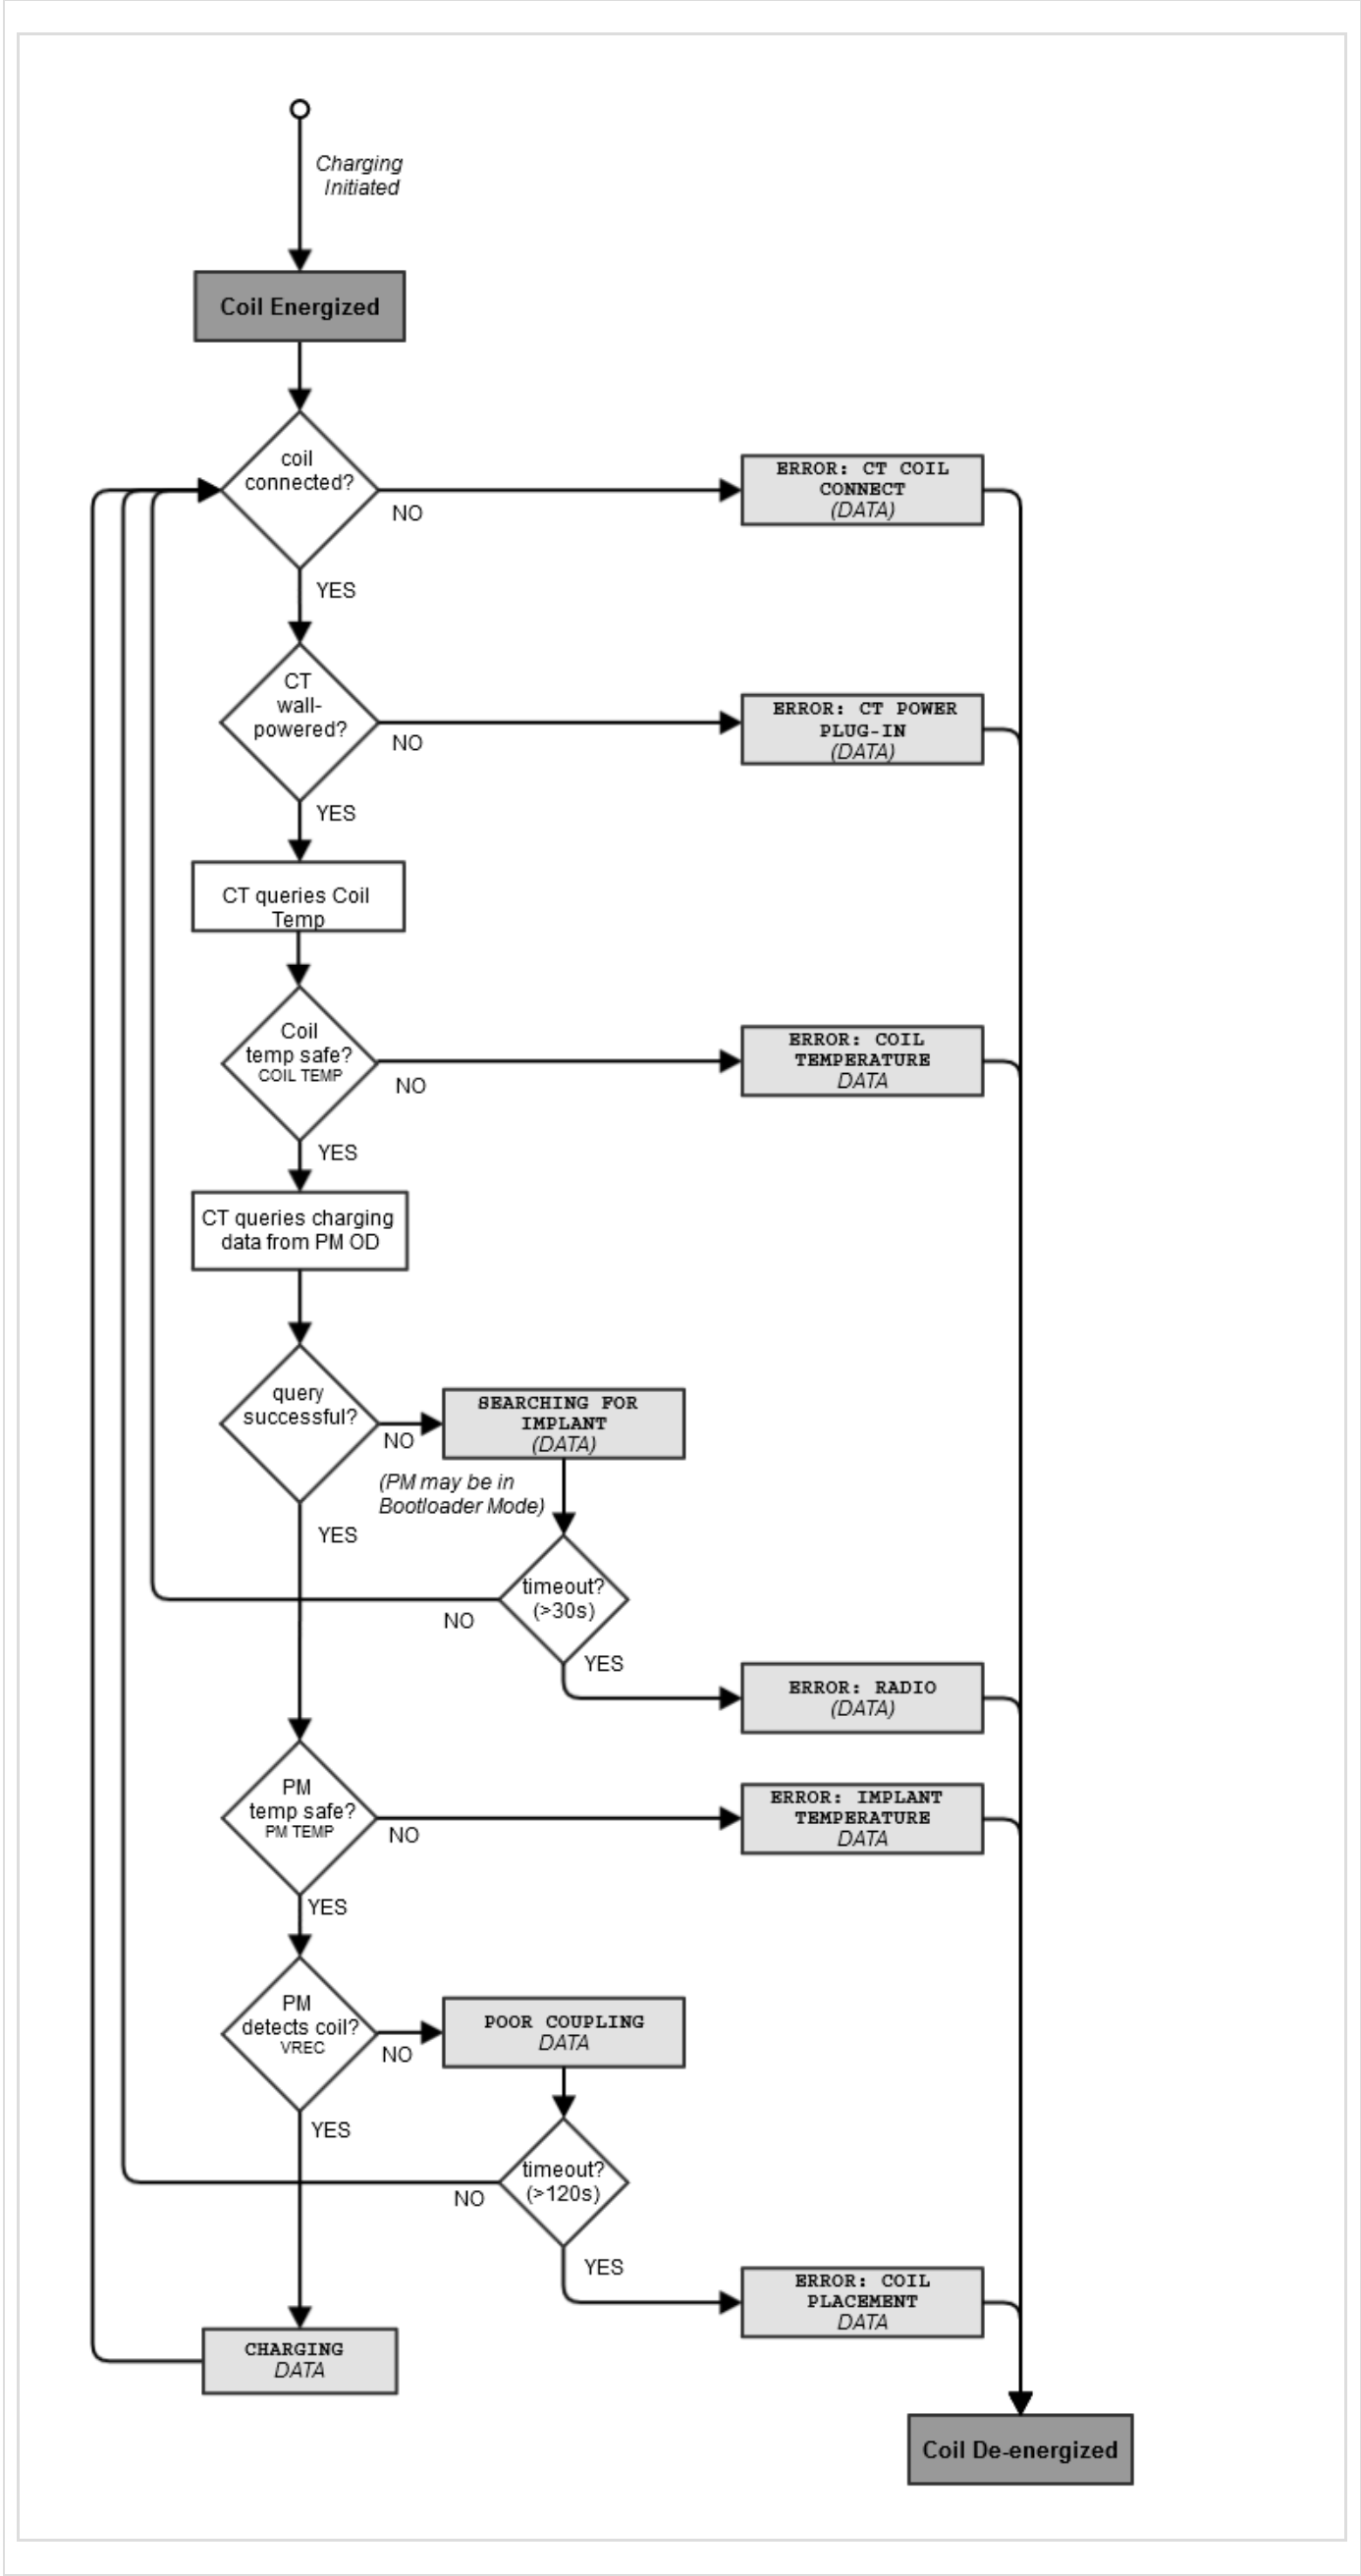 Charging
Initiated
Coil Energized
coil
connected?
NO
ERROR: CT COIL
CONNECT
(DATA)
YES
CT
wall-
powered?
NO
ERROR: CT POWER
PLUG-IN
(DATA)
YES
CT queries Coil
Temp
Coil
temp safe?
COIL TEMP
NO
ERROR: COIL
TEMPERATURE
DATA
YES
CT queries charging
data from PM OD
query
successful?
NO
SEARCHING FOR
IMPLANT
(DATA)
(PM may be in
Bootloader Mode)
YES
timeout?
(>30s)
NO
YES
ERROR: RADIO
(DATA)
PM
temp safe?
PM TEMP
NO
ERROR: IMPLANT
TEMPERATURE
DATA
YES
PM
detects coil?
VREC
NO
POOR COUPLING
DATA
YES
timeout?
(>120s)
NO
YES
ERROR: COIL
PLACEMENT
DATA
CHARGING
DATA
Coil De-energized